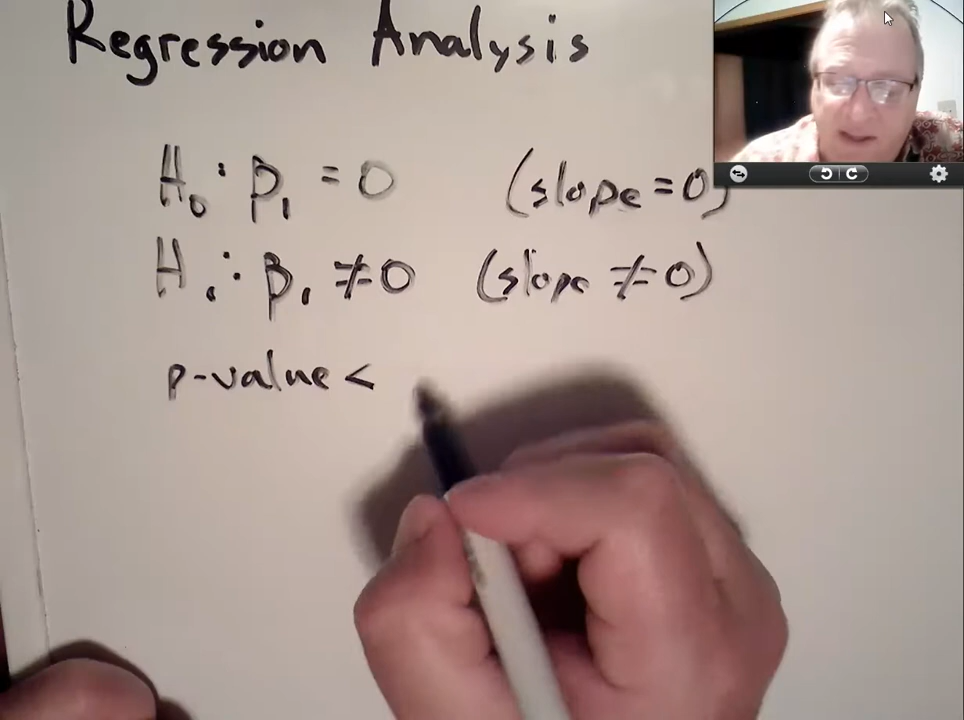 Regression Analysis
H₀: β₁ = 0 (slope = 0)
H₁: β₁ ≠ 0 (slope ≠ 0)
p-value <